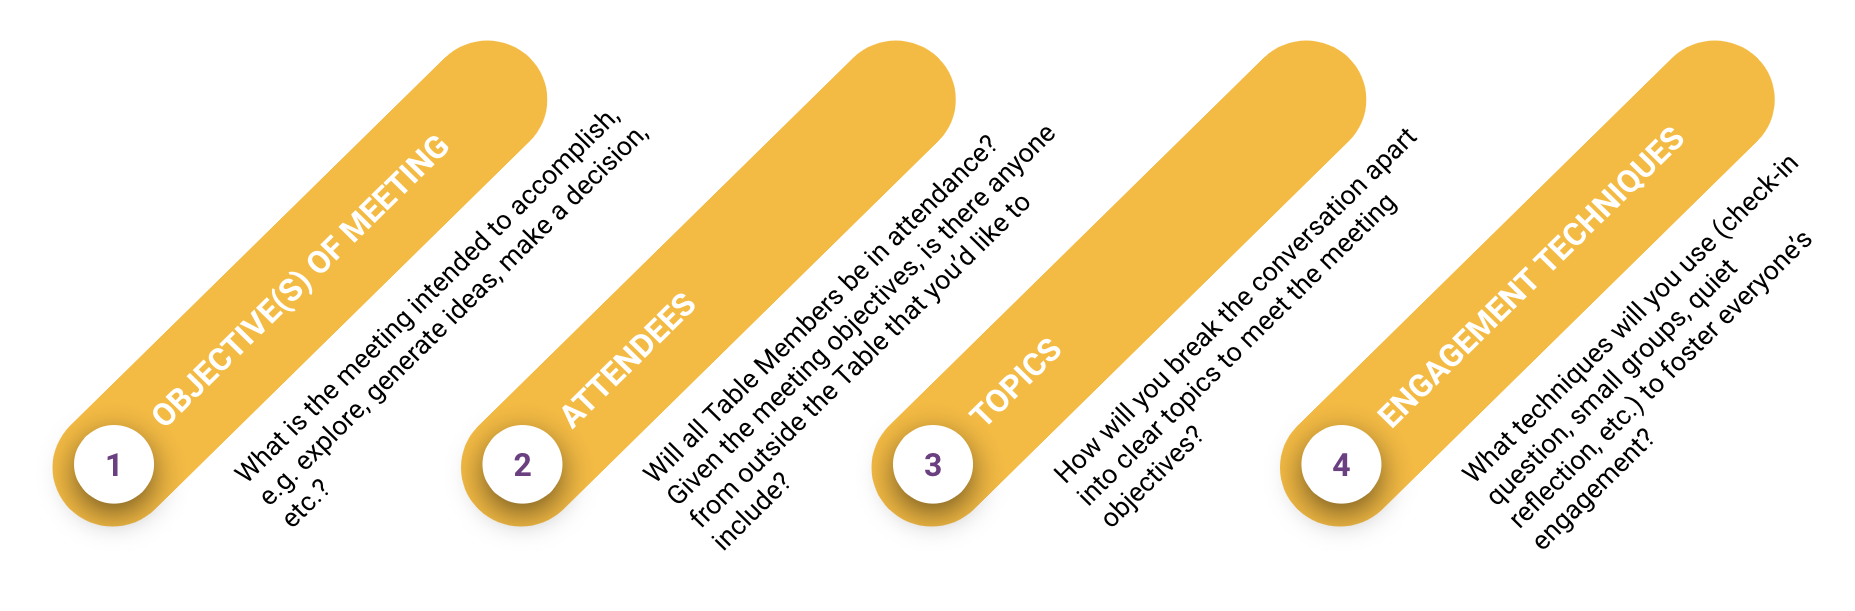 1
OBJECTIVE(S) OF MEETING
What is the meeting intended to accomplish,
e.g. explore, generate ideas, make a decision,
etc.?
2
ATTENDEES
Will all Table Members be in attendance?
Given the meeting objectives, is there anyone
from outside the Table that you’d like to
include?
3
TOPICS
How will you break the conversation apart
into clear topics to meet the meeting
objectives?
4
ENGAGEMENT TECHNIQUES
What techniques will you use (check-in
question, small groups, quiet
reflection, etc.) to foster everyone’s
engagement?